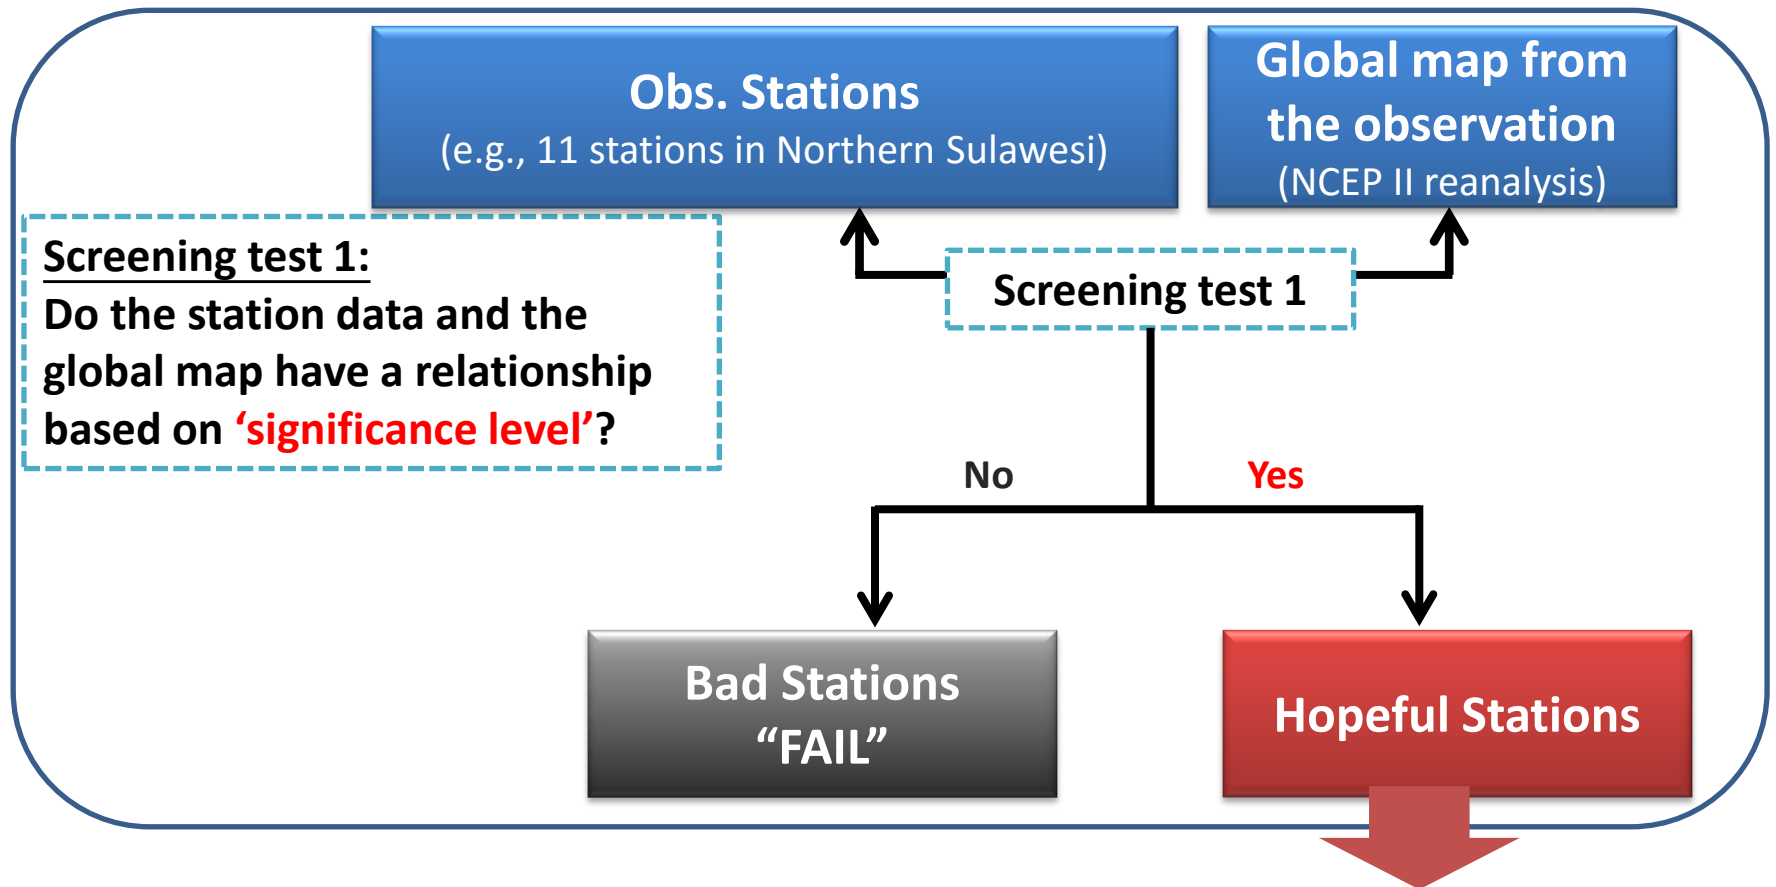 Obs. Stations
(e.g., 11 stations in Northern Sulawesi)
Global map from
the observation
(NCEP II reanalysis)
Screening test 1:
Do the station data and the
global map have a relationship
based on ‘significance level’?
Screening test 1
No
Yes
Bad Stations
“FAIL”
Hopeful Stations